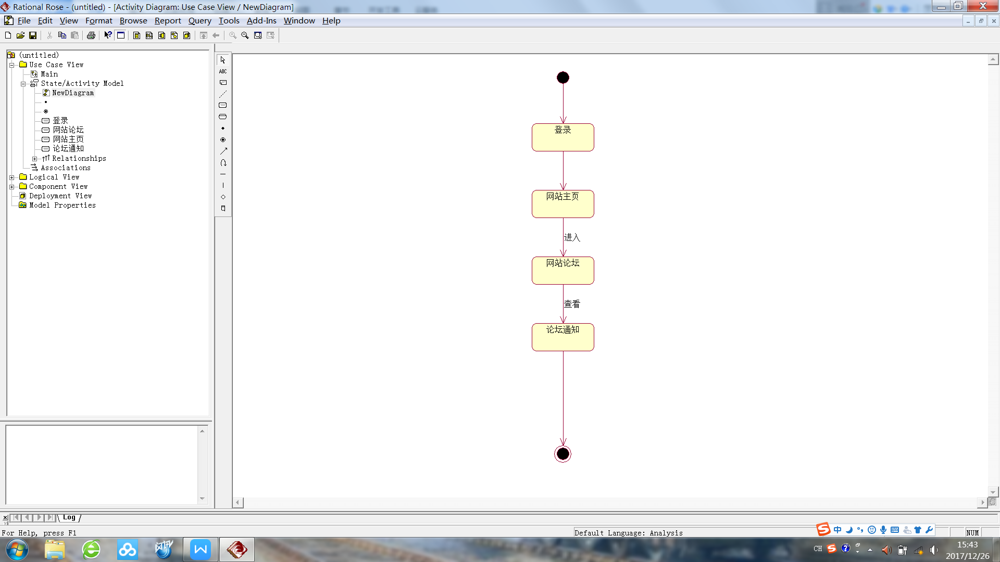 Rational Rose - (untitled) - [Activity Diagram: Use Case View / NewDiagram]
File Edit View Format Browse Report Query Tools Add-Ins Window Help
(untitled)
Use Case View
Main
State/Activity Model
NewDiagram
登录
网站论坛
网站主页
论坛通知
Relationships
Associations
Logical View
Component View
Deployment View
Model Properties
ABC
登录
网站主页
进入
网站论坛
查看
论坛通知
Log
For Help, press F1
Default Language: Analysis
中
NUM
CH
15:43
2017/12/26